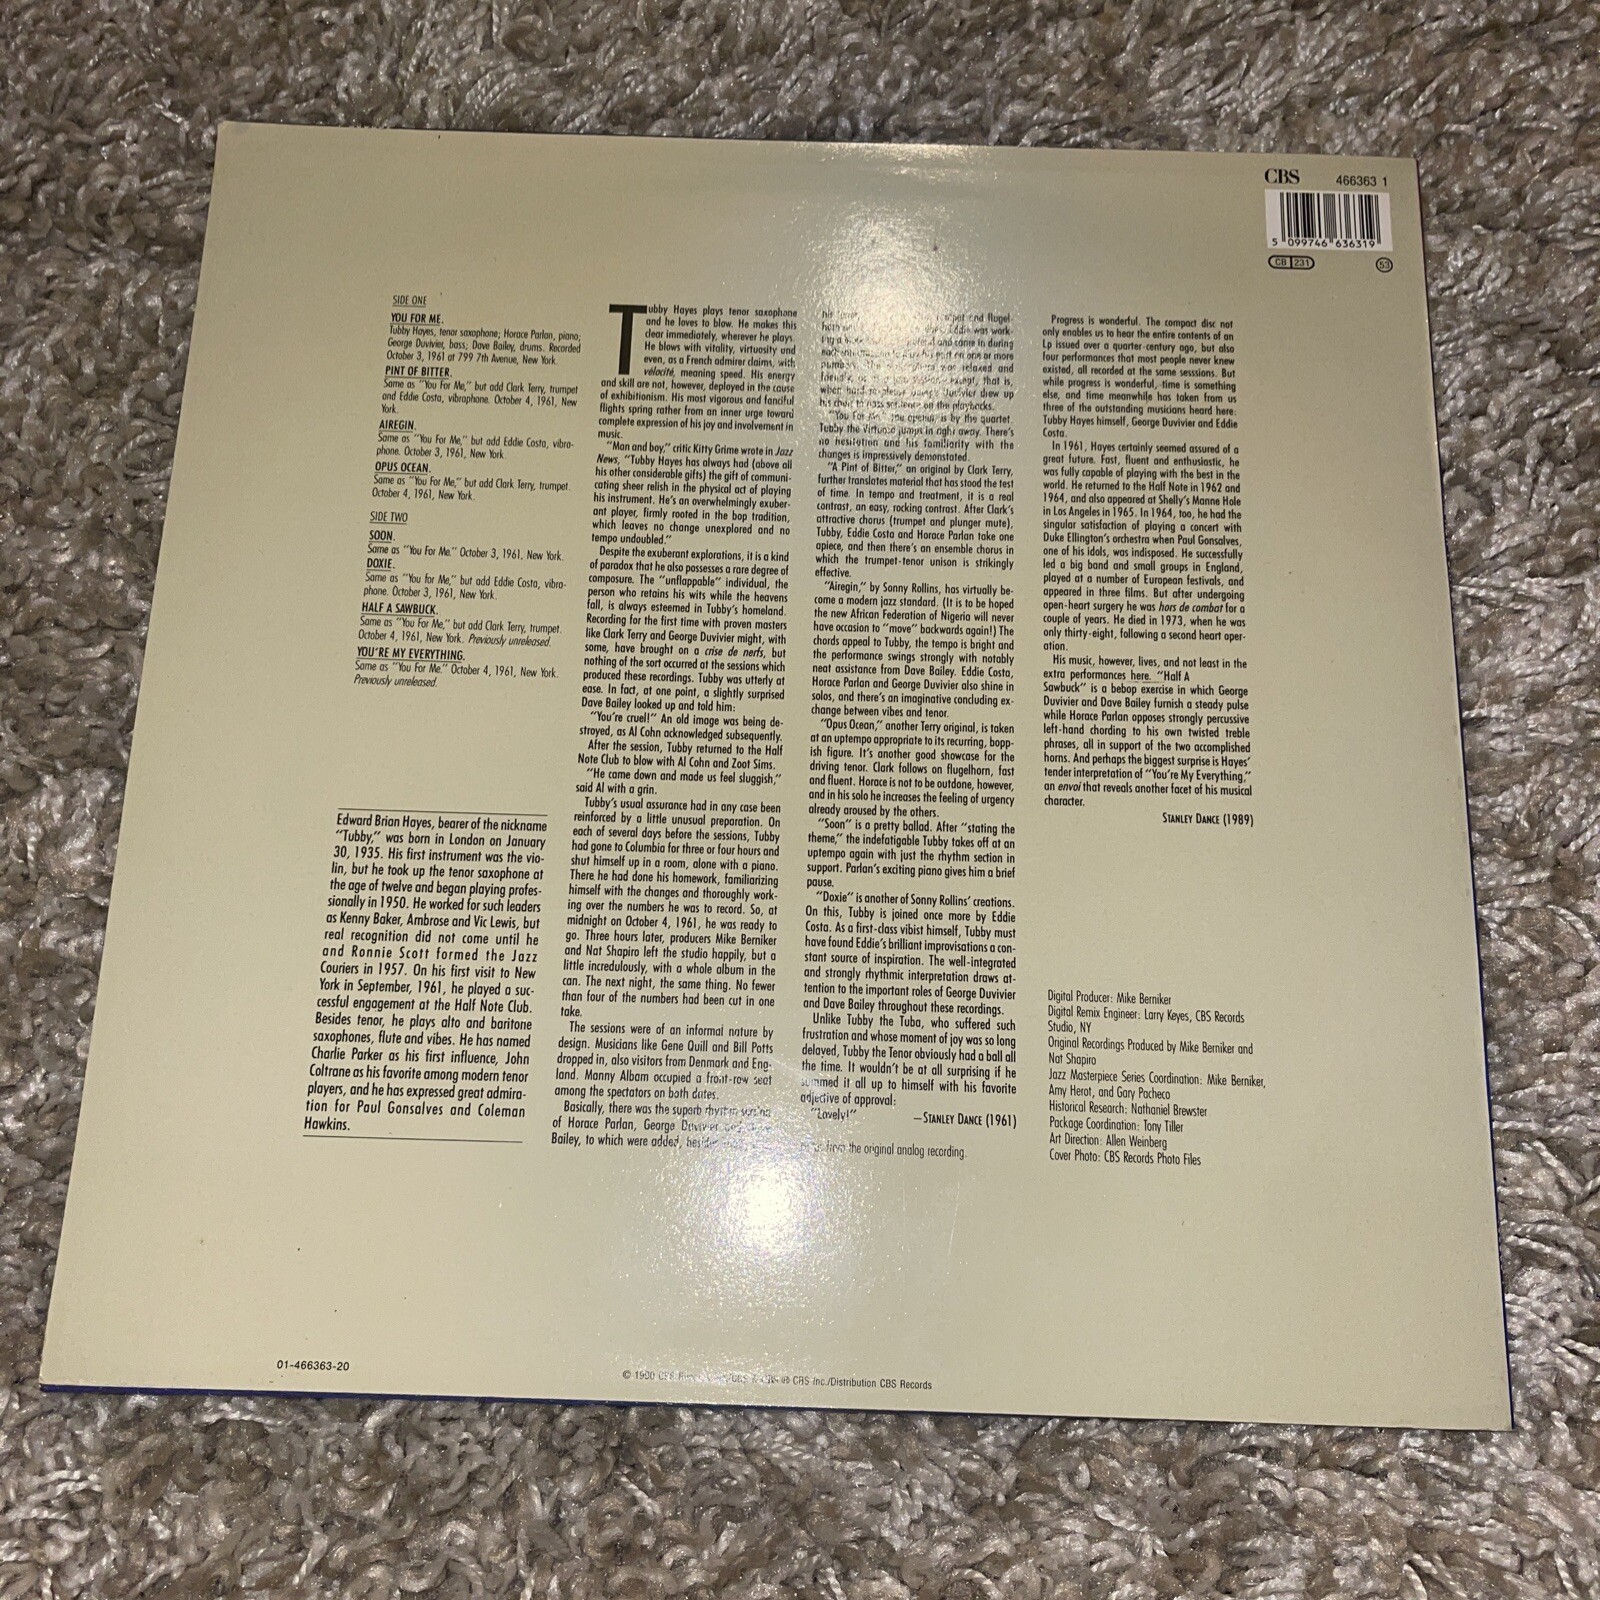 CBS 466363 1
5 099746 636319
CB 231
53
SIDE ONE
YOU FOR ME.
Tubby Hayes, tenor saxophone; Horace Parlan, piano;
George Duvivier, bass; Dave Bailey, drums. Recorded
October 3, 1961 at 799 7th Avenue, New York.
PINT OF BITTER.
Same as "You For Me," but add Clark Terry, trumpet
and Eddie Costa, vibraphone. October 4, 1961, New
York.
AIREGIN.
Same as "You For Me," but add Eddie Costa, vibra-
phone. October 3, 1961, New York.
OPUS OCEAN.
Same as "You For Me," but add Clark Terry, trumpet.
October 4, 1961, New York.
SIDE TWO
SOON.
Same as "You For Me." October 3, 1961, New York.
DOXIE.
Same as "You for Me," but add Eddie Costa, vibra-
phone. October 3, 1961, New York.
HALF A SAWBUCK.
Same as "You For Me," but add Clark Terry, trumpet.
October 4, 1961, New York. Previously unreleased.
YOU'RE MY EVERYTHING.
Same as "You For Me." October 4, 1961, New York.
Previously unreleased.
Edward Brian Hayes, bearer of the nickname
"Tubby," was born in London on January
30, 1935. His first instrument was the vio-
lin, but he took up the tenor saxophone at
the age of twelve and began playing profes-
sionally in 1950. He worked for such leaders
as Kenny Baker, Ambrose and Vic Lewis, but
real recognition did not come until he
and Ronnie Scott formed the Jazz
Couriers in 1957. On his first visit to New
York in September, 1961, he played a suc-
cessful engagement at the Half Note Club.
Besides tenor, he plays alto and baritone
saxophones, flute and vibes. He has named
Charlie Parker as his first influence, John
Coltrane as his favorite among modern tenor
players, and he has expressed great admira-
tion for Paul Gonsalves and Coleman
Hawkins.
Tubby Hayes plays tenor saxophone
and he loves to blow. He makes this
clear immediately, wherever he plays.
He blows with vitality, virtuosity and
even, as a French admirer claims, with
vélocité, meaning speed. His energy
and skill are not, however, deployed in the cause
of exhibitionism. His most vigorous and fanciful
flights spring rather from an inner urge toward
complete expression of his joy and involvement in
music.
"Man and boy," critic Kitty Grime wrote in Jazz
News, "Tubby Hayes has always had (above all
his other considerable gifts) the gift of communi-
cating sheer relish in the physical act of playing
his instrument. He's an overwhelmingly exuber-
ant player, firmly rooted in the bop tradition,
which leaves no change unexplored and no
tempo undoubled."
Despite the exuberant explorations, it is a kind
of paradox that he also possesses a rare degree of
composure. The "unflappable" individual, the
person who retains his wits while the heavens
fall, is always esteemed in Tubby's homeland.
Recording for the first time with proven masters
like Clark Terry and George Duvivier might, with
some, have brought on a crise de nerfs, but
nothing of the sort occurred at the sessions which
produced these recordings. Tubby was utterly at
ease. In fact, at one point, a slightly surprised
Dave Bailey looked up and told him:
"You're cruel!" An old image was being de-
stroyed, as Al Cohn acknowledged subsequently.
After the session, Tubby returned to the Half
Note Club to blow with Al Cohn and Zoot Sims.
"He came down and made us feel sluggish,"
said Al with a grin.
Tubby's usual assurance had in any case been
reinforced by a little unusual preparation. On
each of several days before the sessions, Tubby
had gone to Columbia for three or four hours and
shut himself up in a room, alone with a piano.
There he had done his homework, familiarizing
himself with the changes and thoroughly work-
ing over the numbers he was to record. So, at
midnight on October 4, 1961, he was ready to
go. Three hours later, producers Mike Berniker
and Nat Shapiro left the studio happily, but a
little incredulously, with a whole album in the
can. The next night, the same thing. No fewer
than four of the numbers had been cut in one
take.
The sessions were of an informal nature by
design. Musicians like Gene Quill and Bill Potts
dropped in, also visitors from Denmark and Eng-
land. Manny Albam occupied a front-row seat
among the spectators on both dates.
Basically, there was the superb rhythm section
of Horace Parlan, George Duvivier and Dave
Bailey, to which were added,
his and flugel-
Eddie was work-
and came in during
on one or more
was relaxed and
that is,
when Duvivier drew up
his chair on the playbacks.
"You For Me," the opener, is by the quartet.
Tubby the Virtuoso jumps in right away. There's
no hesitation and his familiarity with the
changes is impressively demonstated.
"A Pint of Bitter," an original by Clark Terry,
further translates material that has stood the test
of time. In tempo and treatment, it is a real
contrast, an easy, rocking contrast. After Clark's
attractive chorus (trumpet and plunger mute),
Tubby, Eddie Costa and Horace Parlan take one
apiece, and then there's an ensemble chorus in
which the trumpet-tenor unison is strikingly
effective.
"Airegin," by Sonny Rollins, has virtually be-
come a modern jazz standard. (It is to be hoped
the new African Federation of Nigeria will never
have occasion to "move" backwards again!) The
chords appeal to Tubby, the tempo is bright and
the performance swings strongly with notably
neat assistance from Dave Bailey. Eddie Costa,
Horace Parlan and George Duvivier also shine in
solos, and there's an imaginative concluding ex-
change between vibes and tenor.
"Opus Ocean," another Terry original, is taken
at an uptempo appropriate to its recurring, bopp-
ish figure. It's another good showcase for the
driving tenor. Clark follows on flugelhorn, fast
and fluent. Horace is not to be outdone, however,
and in his solo he increases the feeling of urgency
already aroused by the others.
"Soon" is a pretty ballad. After "stating the
theme," the indefatigable Tubby takes off at an
uptempo again with just the rhythm section in
support. Parlan's exciting piano gives him a brief
pause.
"Doxie" is another of Sonny Rollins' creations.
On this, Tubby is joined once more by Eddie
Costa. As a first-class vibist himself, Tubby must
have found Eddie's brilliant improvisations a con-
stant source of inspiration. The well-integrated
and strongly rhythmic interpretation draws at-
tention to the important roles of George Duvivier
and Dave Bailey throughout these recordings.
Unlike Tubby the Tuba, who suffered such
frustration and whose moment of joy was so long
delayed, Tubby the Tenor obviously had a ball all
the time. It wouldn't be at all surprising if he
summed it all up to himself with his favorite
adjective of approval:
"Lovely!" —STANLEY DANCE (1961)
from the original analog recording.
Progress is wonderful. The compact disc not
only enables us to hear the entire contents of an
Lp issued over a quarter-century ago, but also
four performances that most people never knew
existed, all recorded at the same sessions. But
while progress is wonderful, time is something
else, and time meanwhile has taken from us
three of the outstanding musicians heard here:
Tubby Hayes himself, George Duvivier and Eddie
Costa.
In 1961, Hayes certainly seemed assured of a
great future. Fast, fluent and enthusiastic, he
was fully capable of playing with the best in the
world. He returned to the Half Note in 1962 and
1964, and also appeared at Shelly's Manne Hole
in Los Angeles in 1965. In 1964, too, he had the
singular satisfaction of playing a concert with
Duke Ellington's orchestra when Paul Gonsalves,
one of his idols, was indisposed. He successfully
led a big band and small groups in England,
played at a number of European festivals, and
appeared in three films. But after undergoing
open-heart surgery he was hors de combat for a
couple of years. He died in 1973, when he was
only thirty-eight, following a second heart oper-
ation.
His music, however, lives, and not least in the
extra performances here. "Half A
Sawbuck" is a bebop exercise in which George
Duvivier and Dave Bailey furnish a steady pulse
while Horace Parlan opposes strongly percussive
left-hand chording to his own twisted treble
phrases, all in support of the two accomplished
horns. And perhaps the biggest surprise is Hayes'
tender interpretation of "You're My Everything,"
an envoi that reveals another facet of his musical
character.
STANLEY DANCE (1989)
Digital Producer: Mike Berniker
Digital Remix Engineer: Larry Keyes, CBS Records
Studio, NY
Original Recordings Produced by Mike Berniker and
Nat Shapiro
Jazz Masterpiece Series Coordination: Mike Berniker,
Amy Herot, and Gary Pacheco
Historical Research: Nathaniel Brewster
Package Coordination: Tony Tiller
Art Direction: Allen Weinberg
Cover Photo: CBS Records Photo Files
01-466363-20
© 1990 CBS CBS Inc./Distribution CBS Records